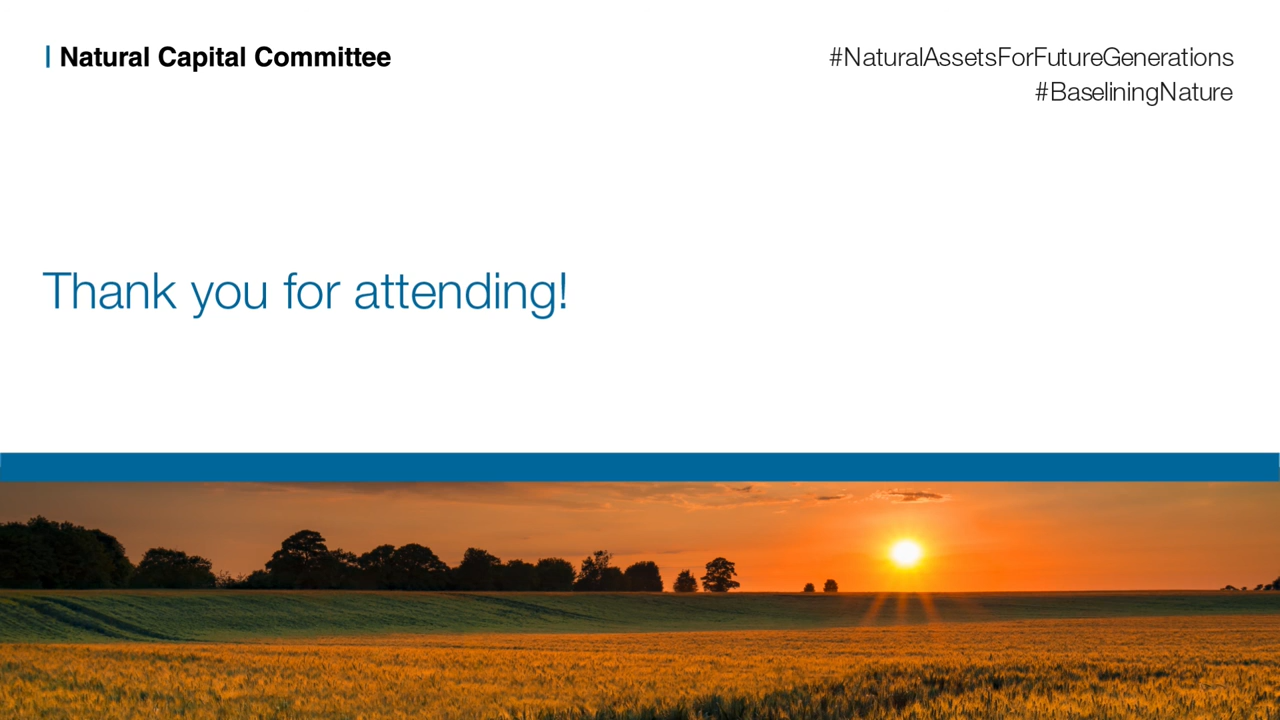 Natural Capital Committee
#NaturalAssetsForFutureGenerations
#BaseliningNature
Thank you for attending!